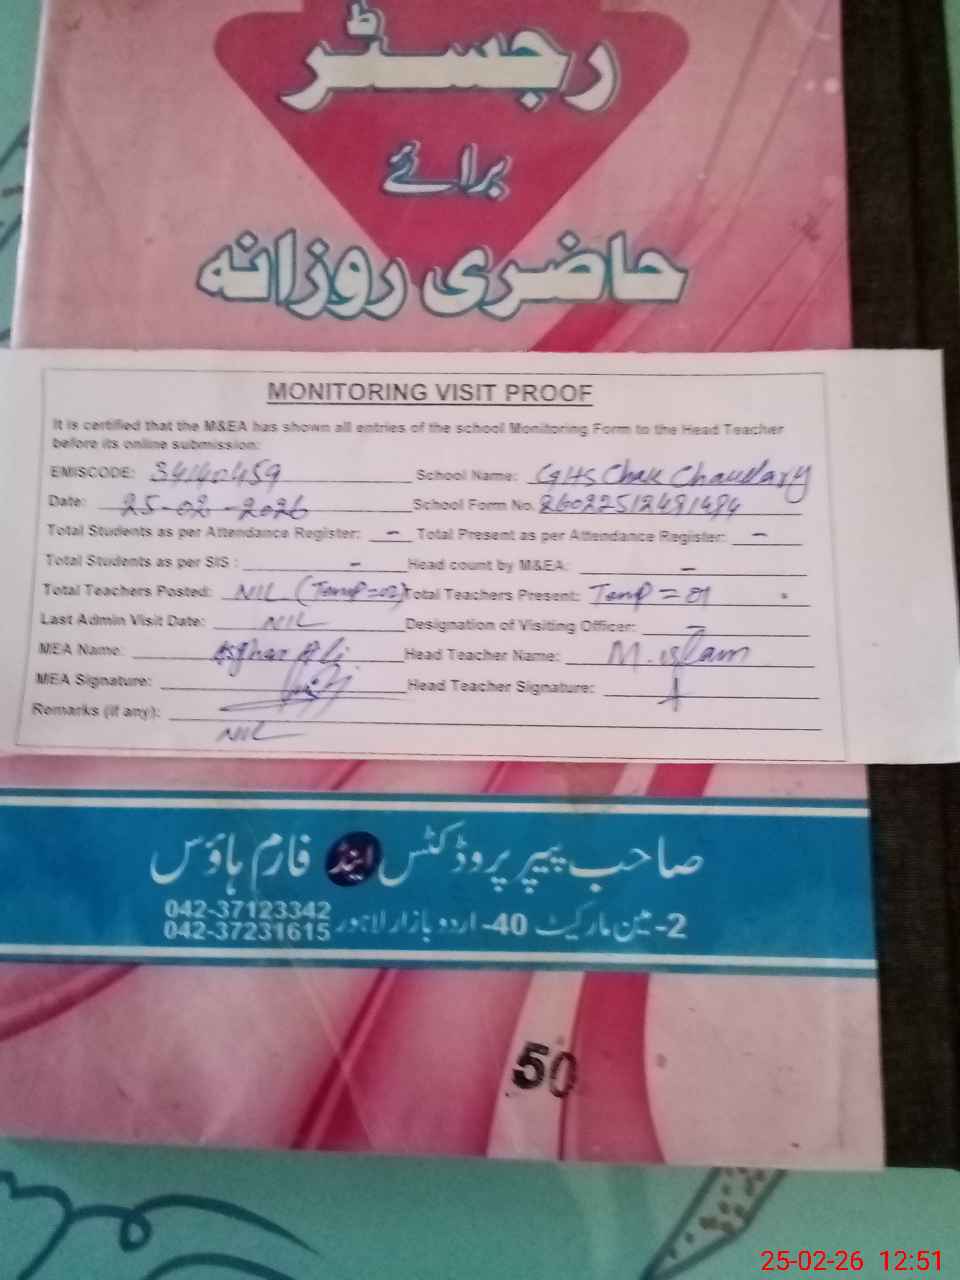 رجسٹر
برائے
حاضری روزانہ
MONITORING VISIT PROOF
It is certified that the M&EA has shown all entries of the school Monitoring Form to the Head Teacher
before its online submission:
EMISCODE: 34140459 School Name: GHS Chak Chaudary
Date: 25-02-2026 School Form No. 26022512481484
Total Students as per Attendance Register: - Total Present as per Attendance Register: -
Total Students as per SIS : - Head count by M&EA: -
Total Teachers Posted: NIL (Temp=02) Total Teachers Present: Temp = 01
Last Admin Visit Date: NIL Designation of Visiting Officer: -
MEA Name: Asghar Ali Head Teacher Name: M. Islam
MEA Signature: Head Teacher Signature:
Remarks (if any):
NIL
صاحب پیپر پروڈکٹس اینڈ فارم ہاؤس
2-مین مارکیٹ 40-اردو بازار لاہور 042-37123342
042-37231615
50
25-02-26 12:51